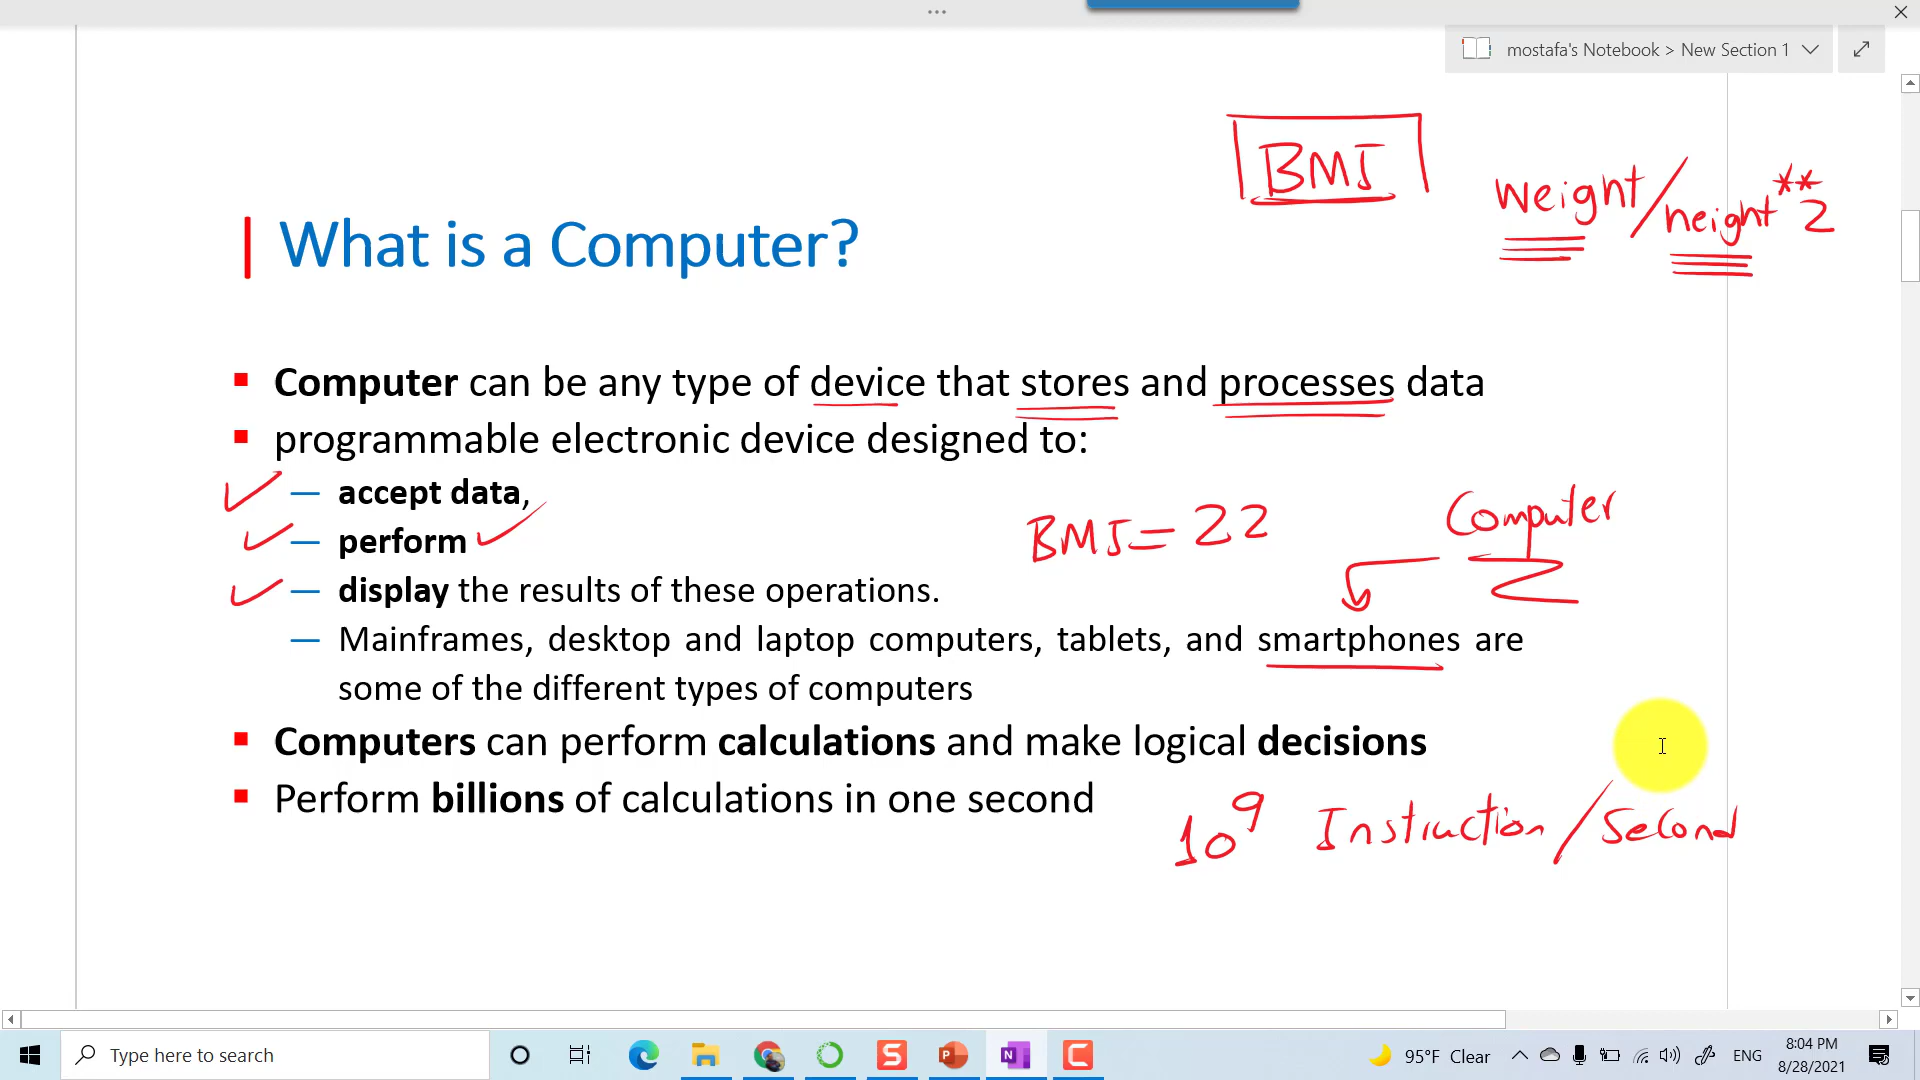 mostafa's Notebook > New Section 1
BMI
weight/height**2
What is a Computer?
Computer can be any type of device that stores and processes data
programmable electronic device designed to:
— accept data,
— perform
— display the results of these operations.
BMI = 22
Computer
— Mainframes, desktop and laptop computers, tablets, and smartphones are
some of the different types of computers
Computers can perform calculations and make logical decisions
Perform billions of calculations in one second
10^9 Instruction/Second
Type here to search
95°F Clear
ENG
8:04 PM
8/28/2021